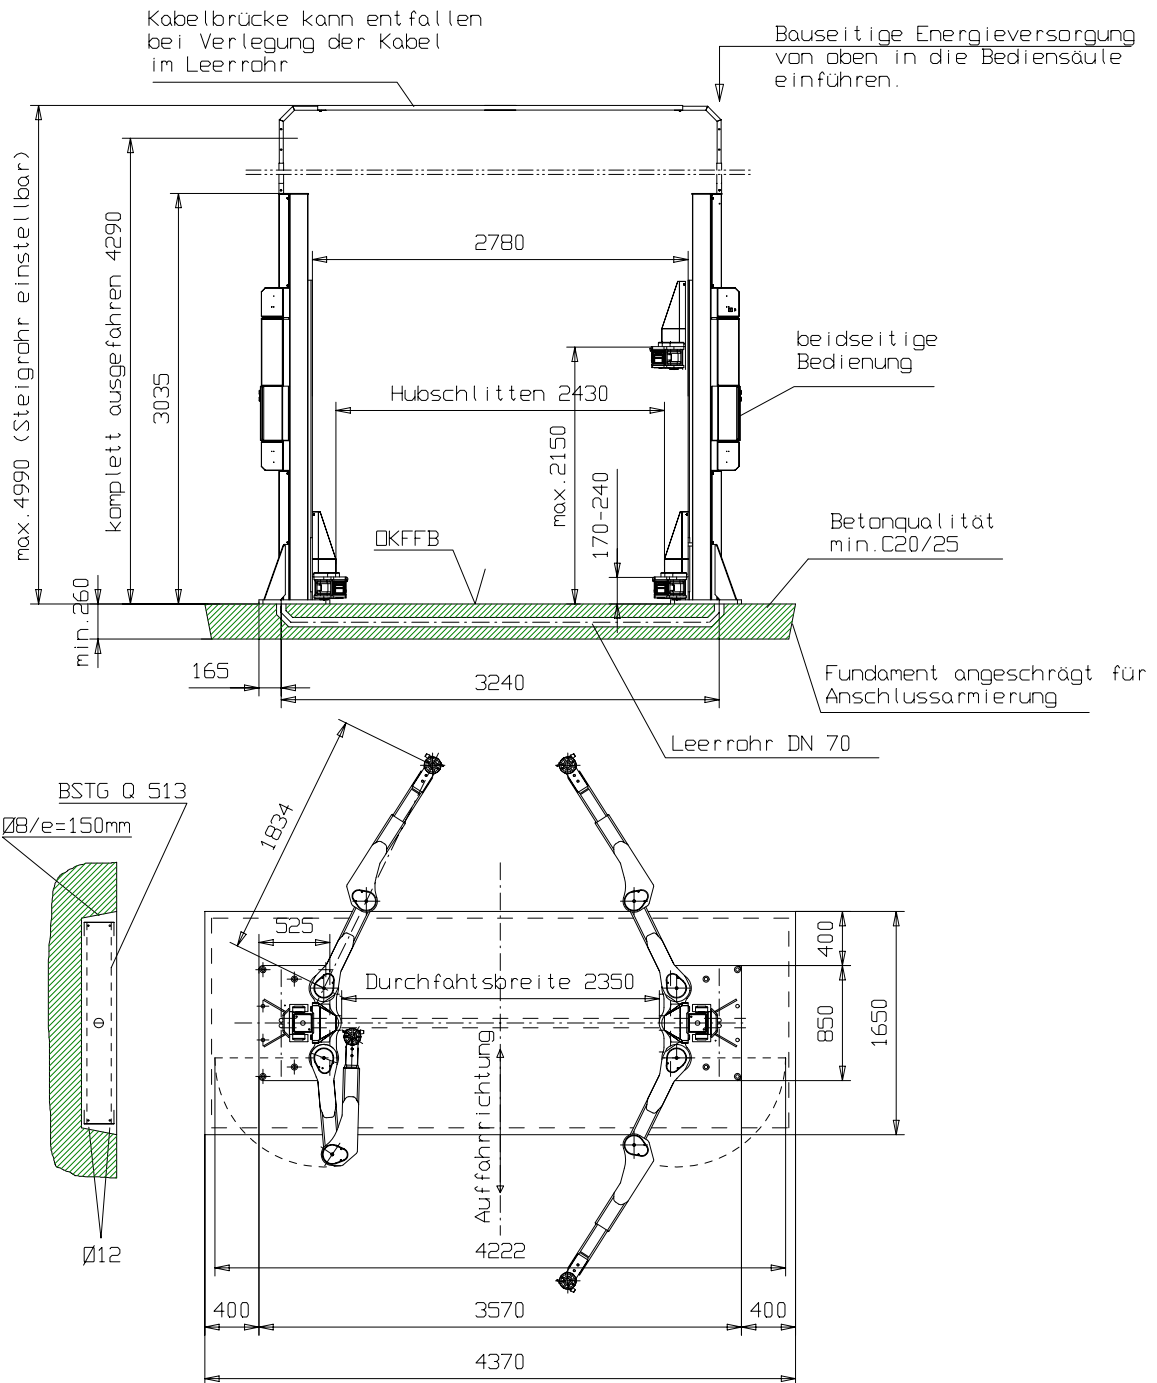 Kabelbrücke kann entfallen
bei Verlegung der Kabel
im Leerrohr
Bauseitige Energieversorgung
von oben in die Bediensäule
einführen.
max.4990 (Steigrohr einstellbar)
komplett ausgefahren 4290
3035
2780
beidseitige
Bedienung
Hubschlitten 2430
max.2150
170-240
OKFFB
Betonqualität
min.C20/25
min.260
165
3240
Fundament angeschrägt für
Anschlussarmierung
Leerrohr DN 70
BSTG Q 513
Ø8/e=150mm
1834
525
Durchfahtsbreite 2350
400
850
1650
Auffahrrichtung
Ø12
4222
400
3570
400
4370